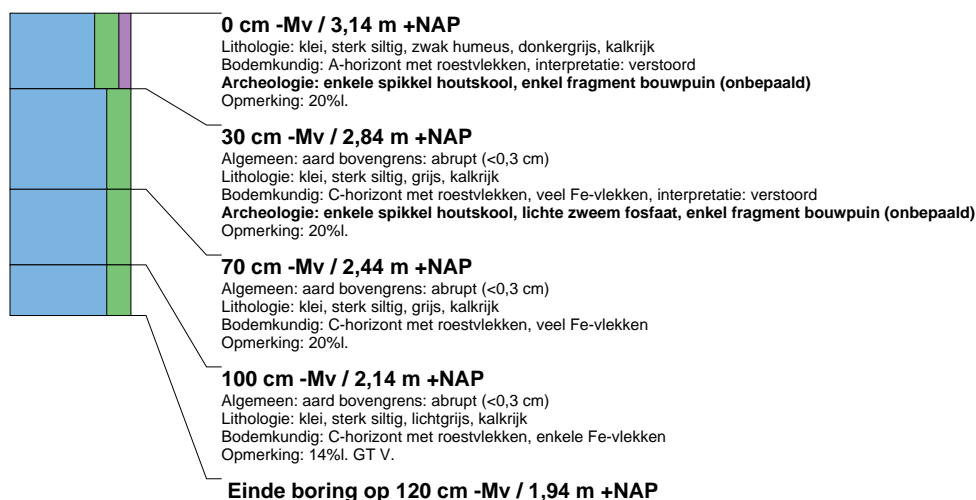 0 cm -Mv / 3,14 m +NAP
Lithologie: klei, sterk siltig, zwak humeus, donkergrijs, kalkrijk
Bodemkundig: A-horizont met roestvlekken, interpretatie: verstoord
Archeologie: enkele spikkel houtskool, enkel fragment bouwpuin (onbepaald)
Opmerking: 20%l.
30 cm -Mv / 2,84 m +NAP
Algemeen: aard bovengrens: abrupt (<0,3 cm)
Lithologie: klei, sterk siltig, grijs, kalkrijk
Bodemkundig: C-horizont met roestvlekken, veel Fe-vlekken, interpretatie: verstoord
Archeologie: enkele spikkel houtskool, lichte zweem fosfaat, enkel fragment bouwpuin (onbepaald)
Opmerking: 20%l.
70 cm -Mv / 2,44 m +NAP
Algemeen: aard bovengrens: abrupt (<0,3 cm)
Lithologie: klei, sterk siltig, grijs, kalkrijk
Bodemkundig: C-horizont met roestvlekken, veel Fe-vlekken
Opmerking: 20%l.
100 cm -Mv / 2,14 m +NAP
Algemeen: aard bovengrens: abrupt (<0,3 cm)
Lithologie: klei, sterk siltig, lichtgrijs, kalkrijk
Bodemkundig: C-horizont met roestvlekken, enkele Fe-vlekken
Opmerking: 14%l. GT V.
Einde boring op 120 cm -Mv / 1,94 m +NAP